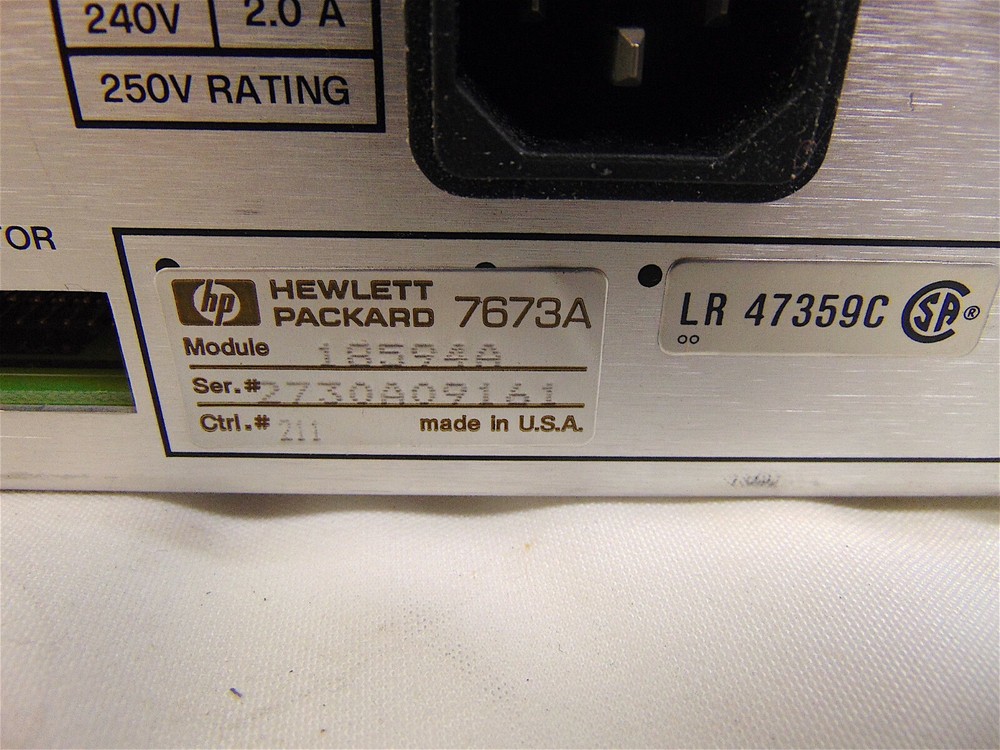 240V 2.0 A
250V RATING
TOR
hp HEWLETT PACKARD 7673A
Module 18594A
Ser.# 2730A09161
Ctrl.# 211 made in U.S.A.
LR 47359C SA®